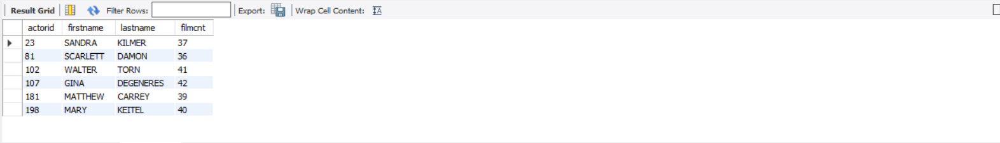 Result Grid Filter Rows: Export: Wrap Cell Content: IA
actorid firstname lastname filmcnt
23 SANDRA KILMER 37
81 SCARLETT DAMON 36
102 WALTER TORN 41
107 GINA DEGENERES 42
181 MATTHEW CARREY 39
198 MARY KEITEL 40